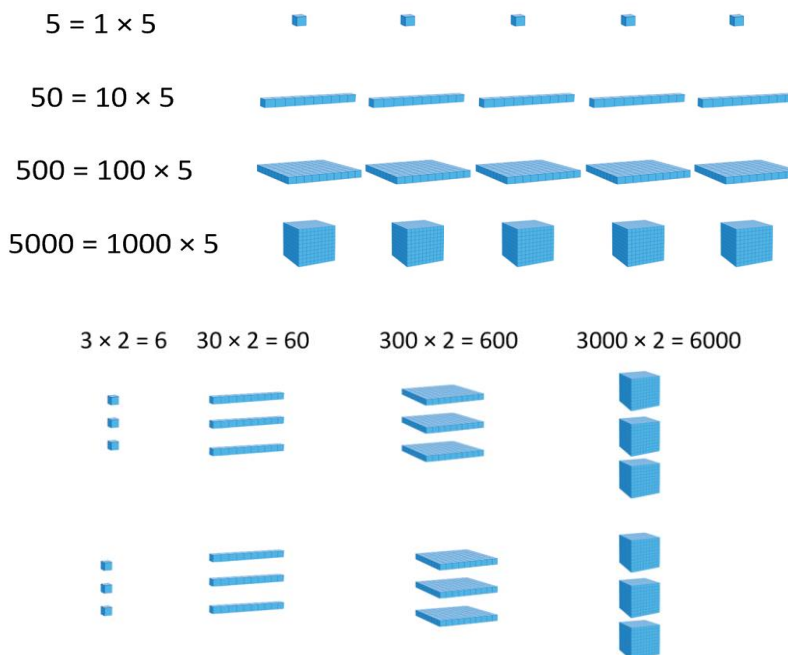 5 = 1 × 5
50 = 10 × 5
500 = 100 × 5
5000 = 1000 × 5
3 × 2 = 6 30 × 2 = 60 300 × 2 = 600 3000 × 2 = 6000